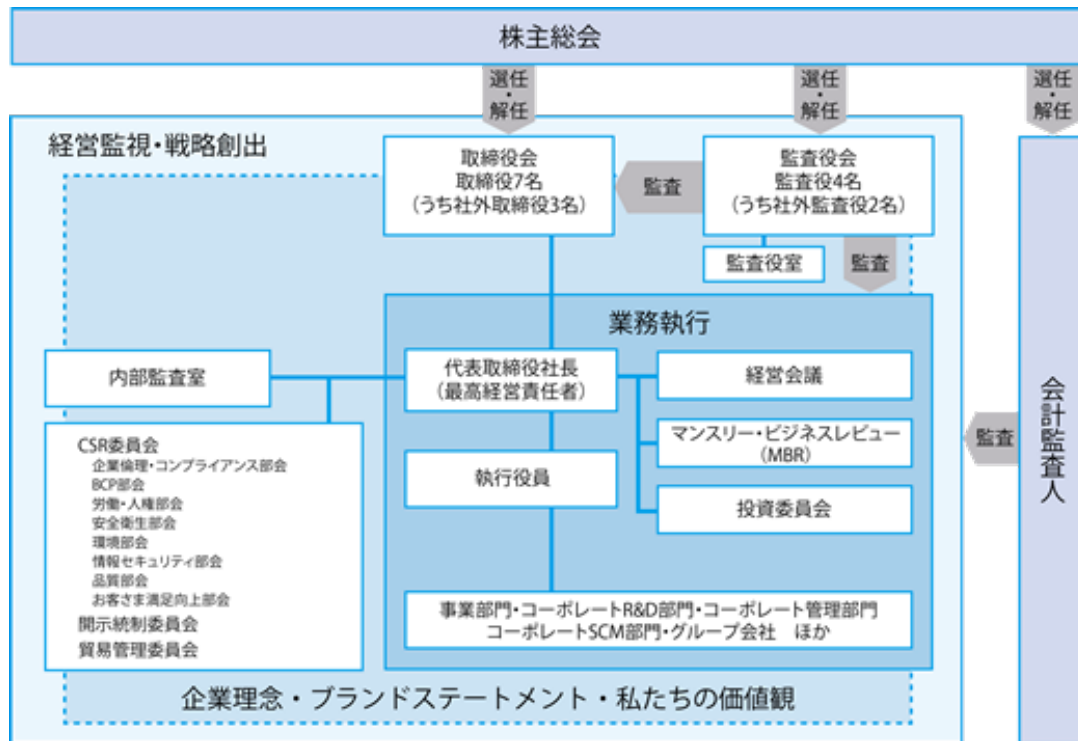 株主総会
選任・解任
選任・解任
選任・解任
経営監視・戦略創出
取締役会
取締役7名
(うち社外取締役3名)
監査
監査役会
監査役4名
(うち社外監査役2名)
監査役室
監査
業務執行
内部監査室
代表取締役社長
(最高経営責任者)
経営会議
マンスリー・ビジネスレビュー
(MBR)
執行役員
投資委員会
監査
会計監査人
CSR委員会
企業倫理・コンプライアンス部会
BCP部会
労働・人権部会
安全衛生部会
環境部会
情報セキュリティ部会
品質部会
お客さま満足向上部会
開示統制委員会
貿易管理委員会
事業部門・コーポレートR&D部門・コーポレート管理部門
コーポレートSCM部門・グループ会社　ほか
企業理念・ブランドステートメント・私たちの価値観